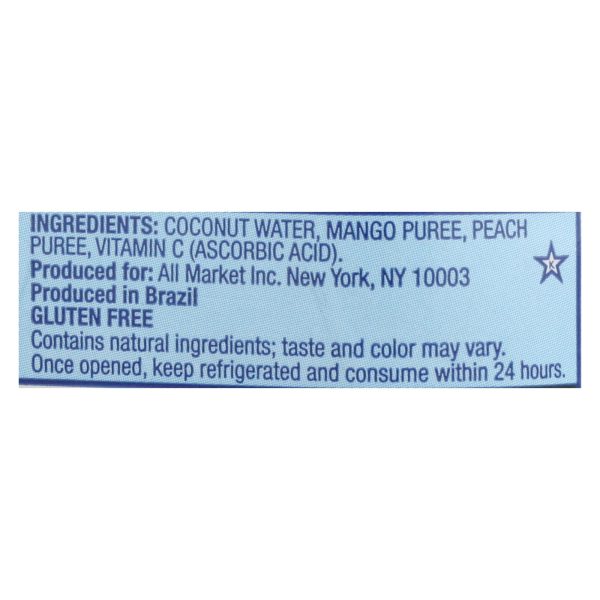 INGREDIENTS: COCONUT WATER, MANGO PUREE, PEACH
PUREE, VITAMIN C (ASCORBIC ACID).
Produced for: All Market Inc. New York, NY 10003
Produced in Brazil
GLUTEN FREE
Contains natural ingredients; taste and color may vary.
Once opened, keep refrigerated and consume within 24 hours.
K